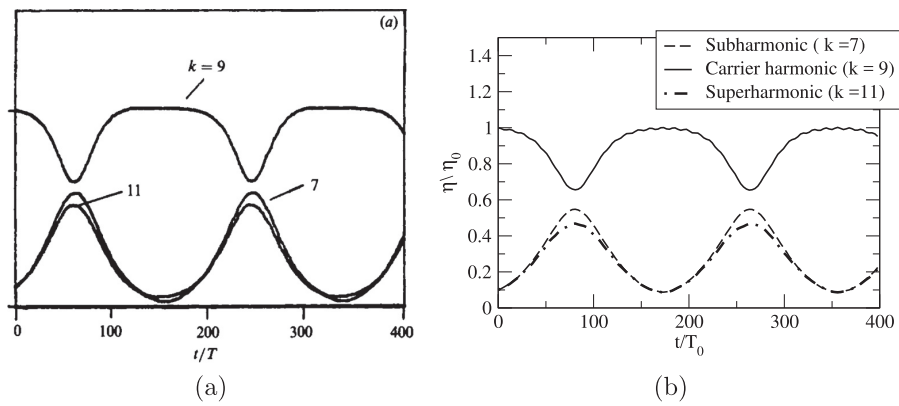 (a)
k = 9
11
7
0
100
200
300
400
t/T
(a)
Subharmonic ( k =7)
Carrier harmonic (k = 9)
Superharmonic (k =11)
1.4
1.2
1
0.8
0.6
0.4
0.2
0
η\ η₀
0
100
200
300
400
t/T₀
(b)